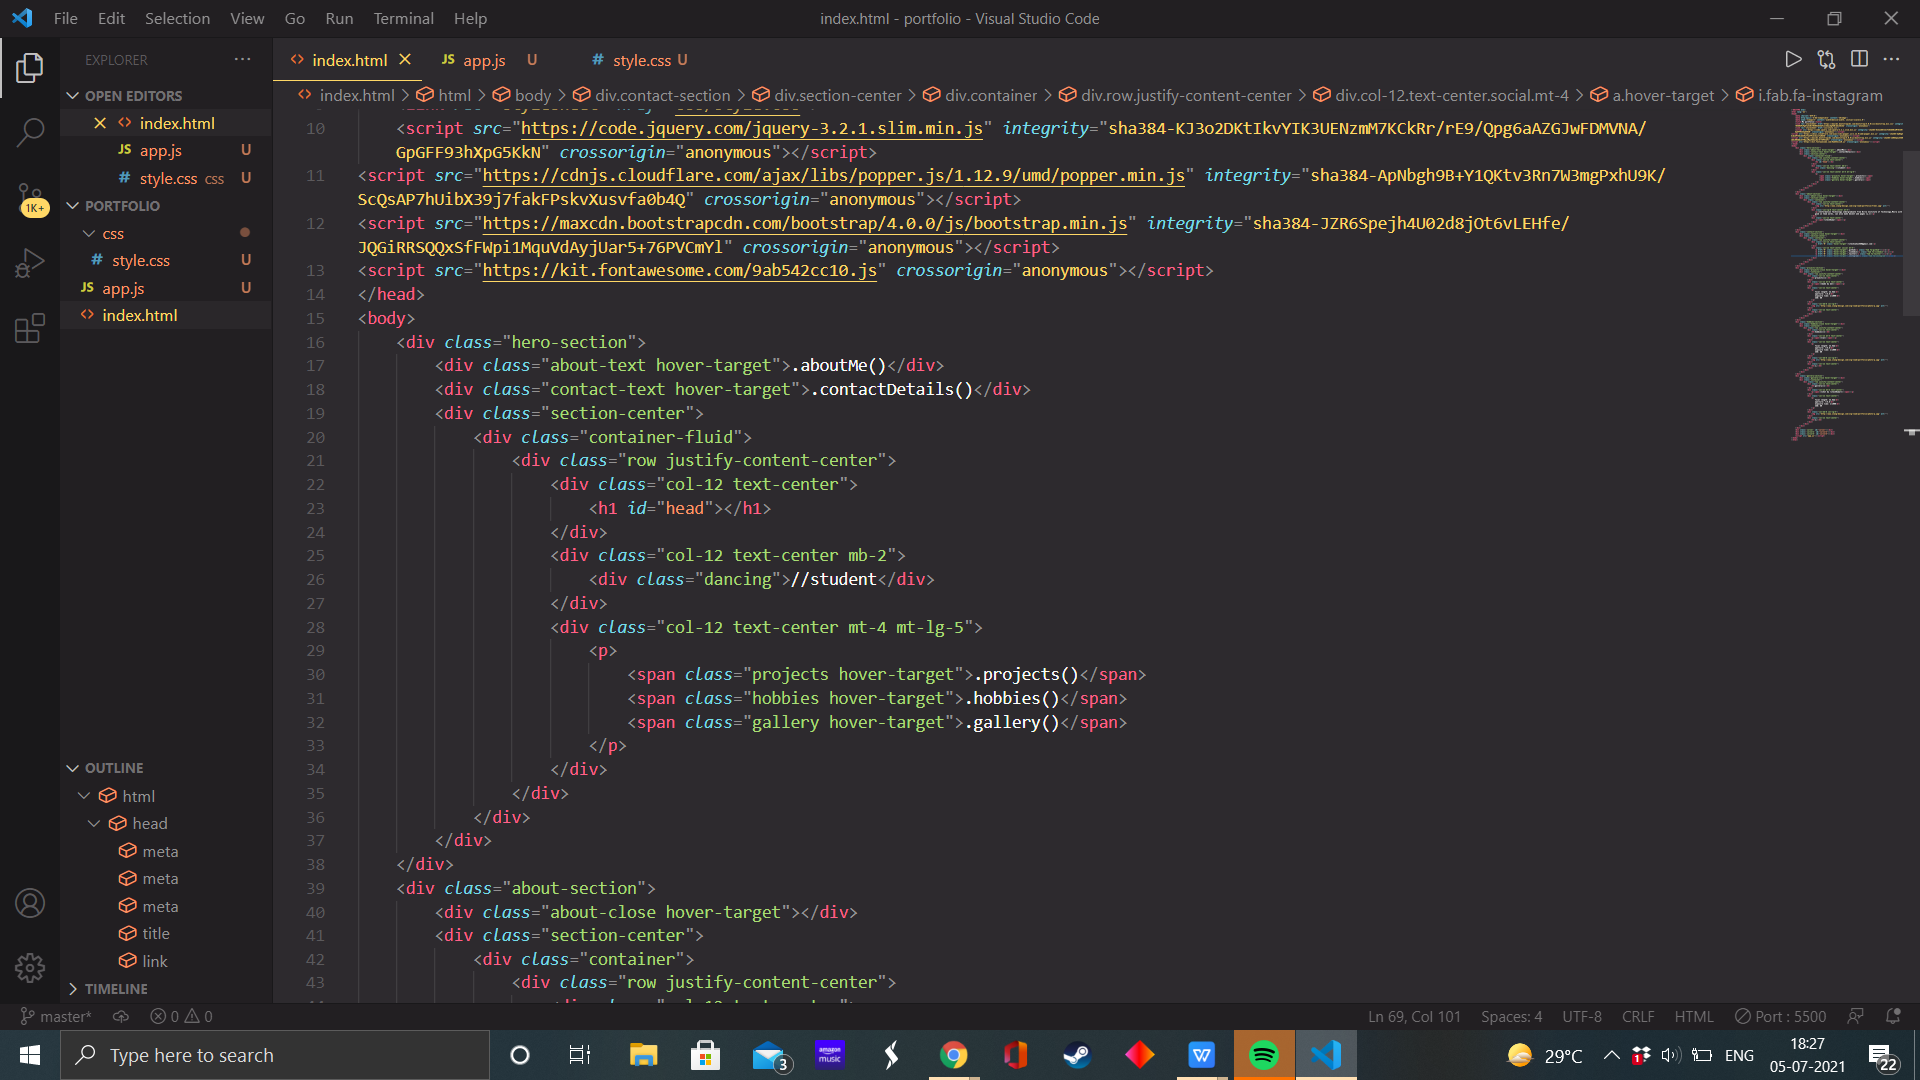 File Edit Selection View Go Run Terminal Help
index.html - portfolio - Visual Studio Code
EXPLORER
OPEN EDITORS
index.html
JS app.js U
# style.css css U
PORTFOLIO
css
# style.css U
JS app.js U
index.html
OUTLINE
html
head
meta
meta
meta
title
link
TIMELINE
1K+
index.html
JS app.js U
# style.css U
index.html > html > body > div.contact-section > div.section-center > div.container > div.row.justify-content-center > div.col-12.text-center.social.mt-4 > a.hover-target > i.fab.fa-instagram
10 <script src="https://code.jquery.com/jquery-3.2.1.slim.min.js" integrity="sha384-KJ3o2DKtIkvYIK3UENzmM7KCkRr/rE9/Qpg6aAZGJwFDMVNA/
GpGFF93hXpG5KkN" crossorigin="anonymous"></script>
11 <script src="https://cdnjs.cloudflare.com/ajax/libs/popper.js/1.12.9/umd/popper.min.js" integrity="sha384-ApNbgh9B+Y1QKtv3Rn7W3mgPxhU9K/
ScQsAP7hUibX39j7fakFPskvXusvfa0b4Q" crossorigin="anonymous"></script>
12 <script src="https://maxcdn.bootstrapcdn.com/bootstrap/4.0.0/js/bootstrap.min.js" integrity="sha384-JZR6Spejh4U02d8jOt6vLEHfe/
JQGiRRSQQxSfFWpi1MquVdAyjUar5+76PVCmYl" crossorigin="anonymous"></script>
13 <script src="https://kit.fontawesome.com/9ab542cc10.js" crossorigin="anonymous"></script>
14 </head>
15 <body>
16 <div class="hero-section">
17 <div class="about-text hover-target">.aboutMe()</div>
18 <div class="contact-text hover-target">.contactDetails()</div>
19 <div class="section-center">
20 <div class="container-fluid">
21 <div class="row justify-content-center">
22 <div class="col-12 text-center">
23 <h1 id="head"></h1>
24 </div>
25 <div class="col-12 text-center mb-2">
26 <div class="dancing">//student</div>
27 </div>
28 <div class="col-12 text-center mt-4 mt-lg-5">
29 <p>
30 <span class="projects hover-target">.projects()</span>
31 <span class="hobbies hover-target">.hobbies()</span>
32 <span class="gallery hover-target">.gallery()</span>
33 </p>
34 </div>
35 </div>
36 </div>
37 </div>
38 </div>
39 <div class="about-section">
40 <div class="about-close hover-target"></div>
41 <div class="section-center">
42 <div class="container">
43 <div class="row justify-content-center">
master* 0 0
Ln 69, Col 101 Spaces: 4 UTF-8 CRLF HTML Port : 5500
Type here to search
3
amazon music
29°C
1
ENG
18:27
05-07-2021
22